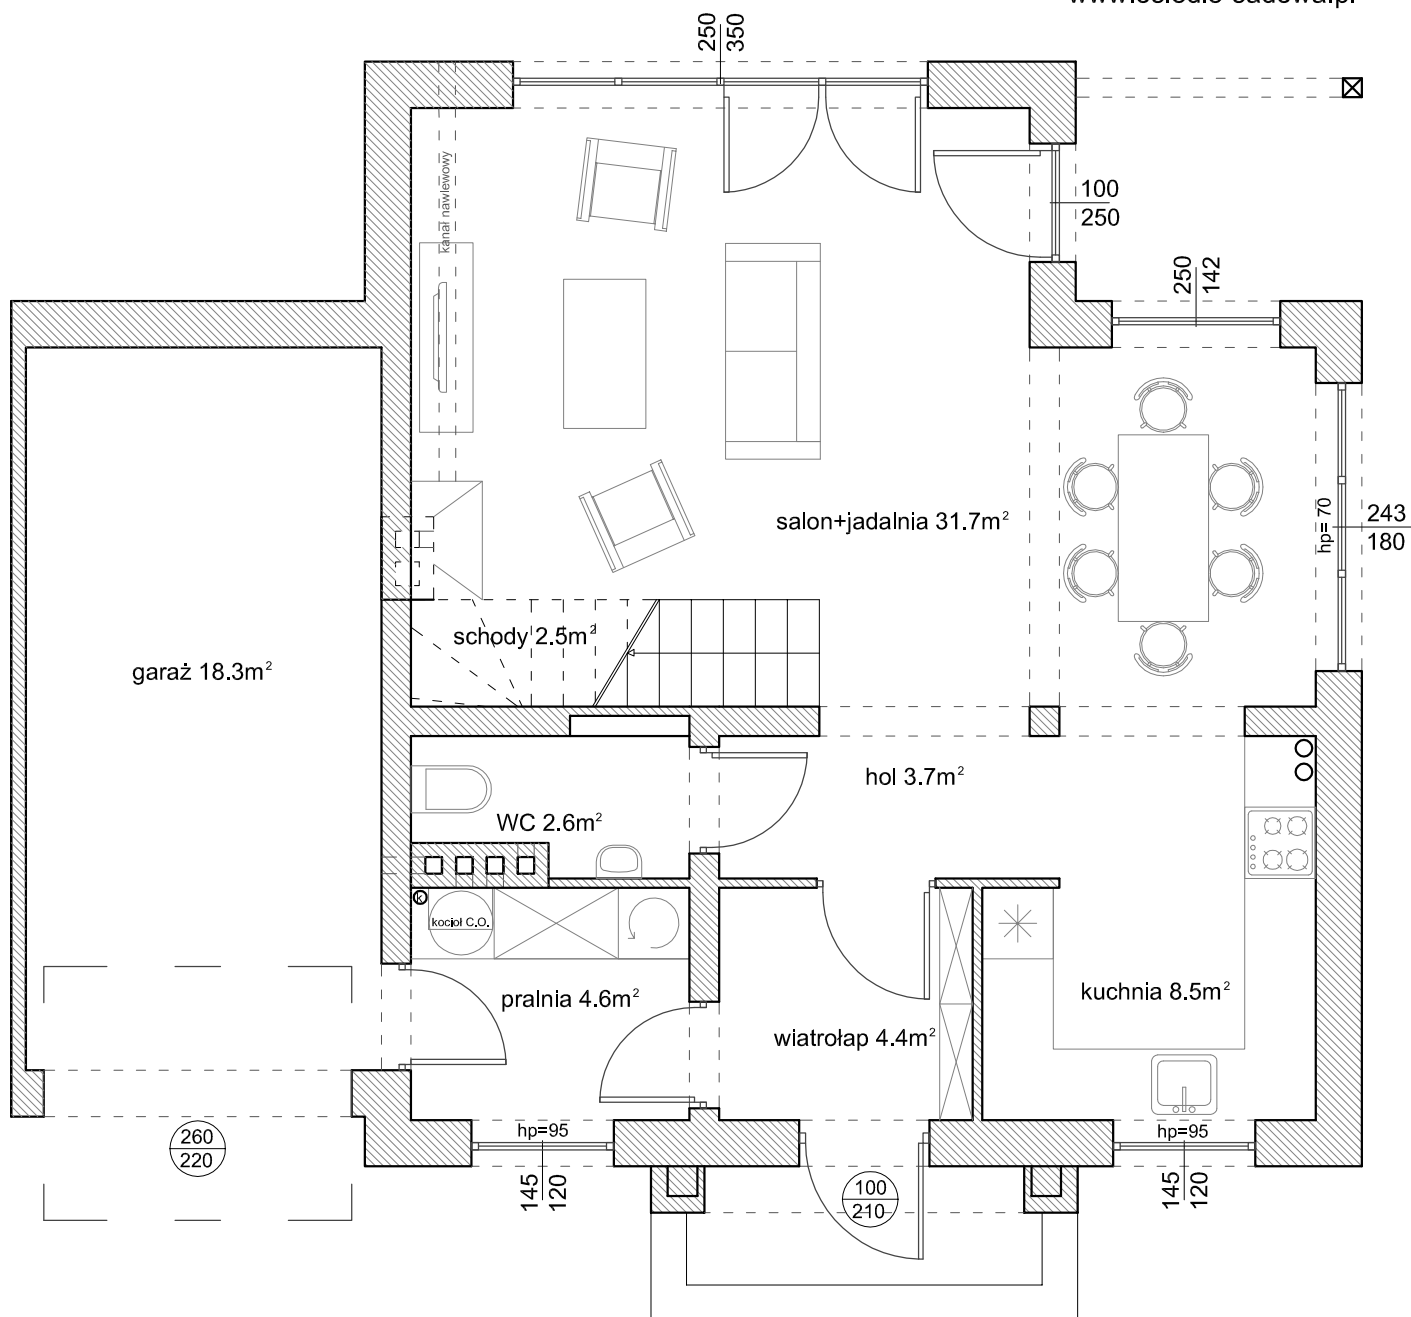 250
350
kanał nawiewowy
100
250
250
142
salon+jadalnia 31.7m²
hp= 70
243
180
schody 2.5m²
garaż 18.3m²
hol 3.7m²
WC 2.6m²
k
kocioł C.O.
pralnia 4.6m²
wiatrołap 4.4m²
kuchnia 8.5m²
260
220
hp=95
145
120
100
210
hp=95
145
120